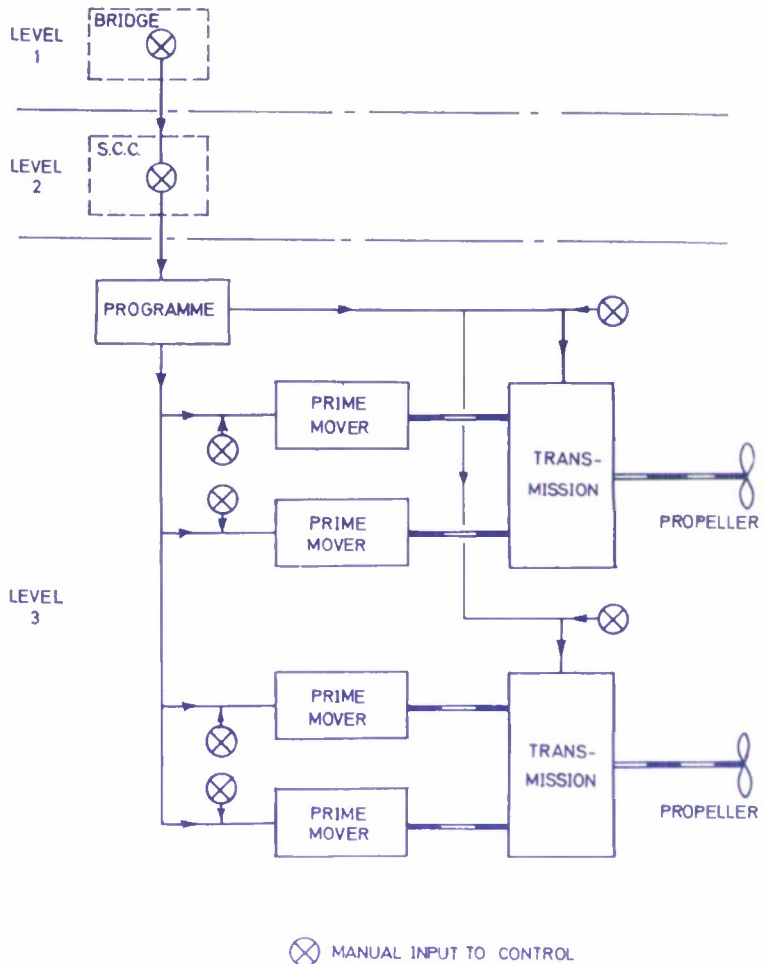 BRIDGE
LEVEL
1
S.C.C.
LEVEL
2
PROGRAMME
PRIME
MOVER
TRANS-
MISSION
PROPELLER
PRIME
MOVER
LEVEL
3
PRIME
MOVER
TRANS-
MISSION
PROPELLER
PRIME
MOVER
MANUAL INPUT TO CONTROL